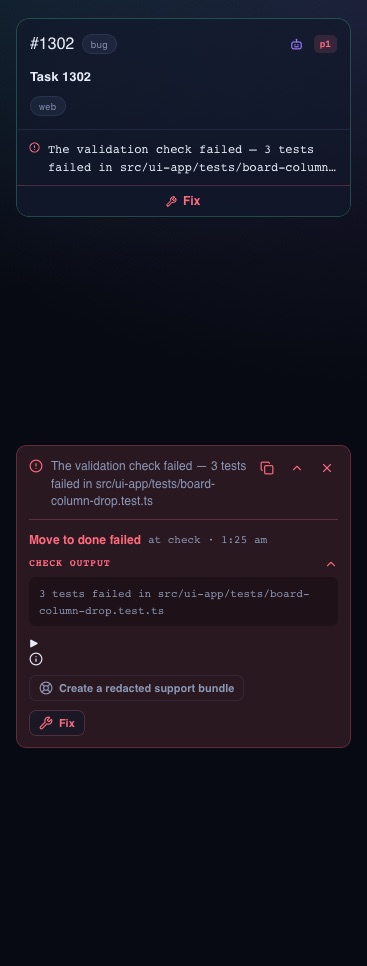 #1302 bug p1
Task 1302
web
The validation check failed — 3 tests
failed in src/ui-app/tests/board-column…
Fix
The validation check failed — 3 tests
failed in src/ui-app/tests/board-
column-drop.test.ts
Move to done failed at check · 1:25 am
CHECK OUTPUT
3 tests failed in src/ui-app/tests/board-
column-drop.test.ts
Create a redacted support bundle
Fix